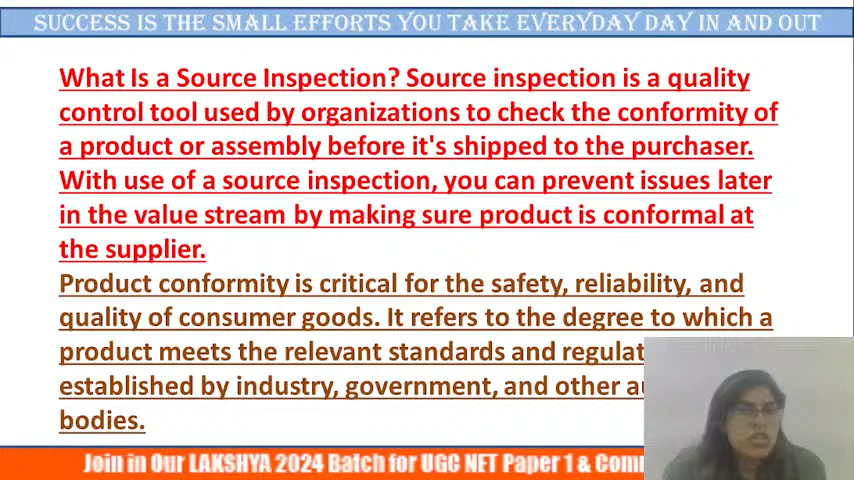 SUCCESS IS THE SMALL EFFORTS YOU TAKE EVERYDAY DAY IN AND OUT
What Is a Source Inspection? Source inspection is a quality
control tool used by organizations to check the conformity of
a product or assembly before it's shipped to the purchaser.
With use of a source inspection, you can prevent issues later
in the value stream by making sure product is conformal at
the supplier.
Product conformity is critical for the safety, reliability, and
quality of consumer goods. It refers to the degree to which a
product meets the relevant standards and
established by industry, government, and other
bodies.
Join in Our LAKSHYA 2024 Batch for UGC NET Paper 1 &